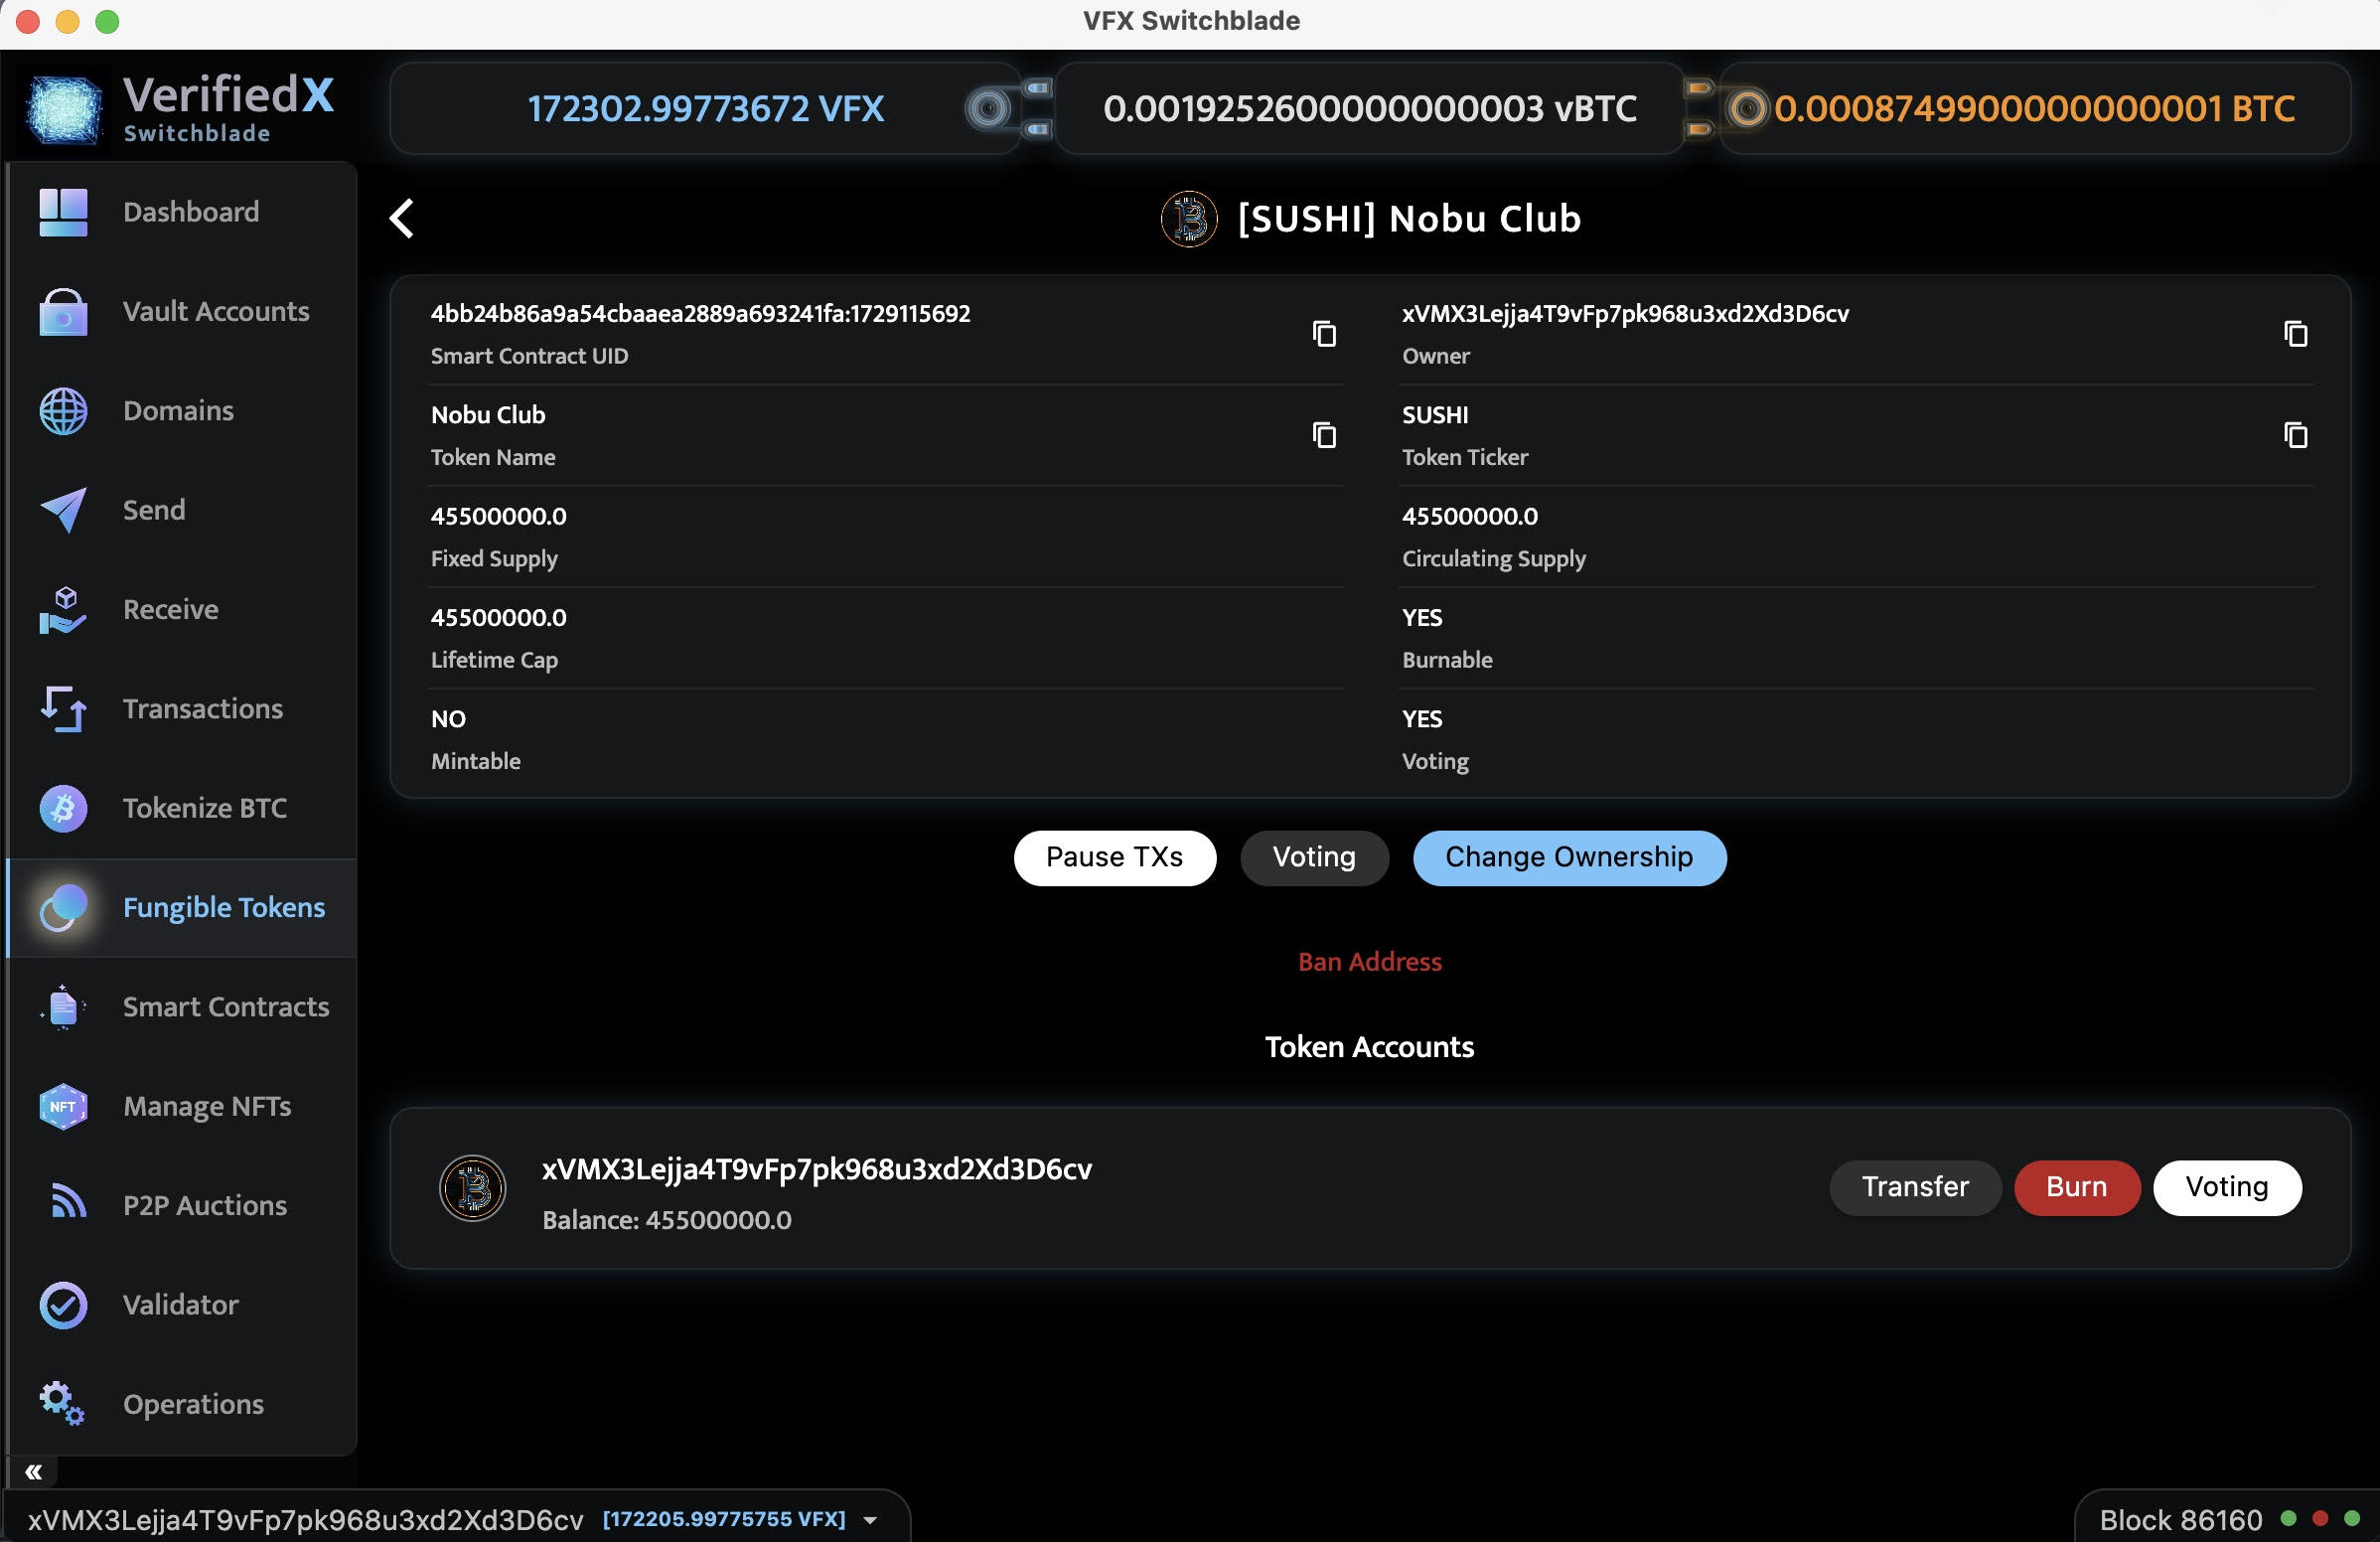 VFX Switchblade
VerifiedX
Switchblade
172302.99773672 VFX
0.0019252600000000003 vBTC
0.0008749900000000001 BTC
Dashboard
Vault Accounts
Domains
Send
Receive
Transactions
Tokenize BTC
Fungible Tokens
Smart Contracts
NFT
Manage NFTs
P2P Auctions
Validator
Operations
[SUSHI] Nobu Club
4bb24b86a9a54cbaaea2889a693241fa:1729115692
Smart Contract UID
xVMX3Lejja4T9vFp7pk968u3xd2Xd3D6cv
Owner
Nobu Club
Token Name
SUSHI
Token Ticker
45500000.0
Fixed Supply
45500000.0
Circulating Supply
45500000.0
Lifetime Cap
YES
Burnable
NO
Mintable
YES
Voting
Pause TXs
Voting
Change Ownership
Ban Address
Token Accounts
xVMX3Lejja4T9vFp7pk968u3xd2Xd3D6cv
Balance: 45500000.0
Transfer
Burn
Voting
xVMX3Lejja4T9vFp7pk968u3xd2Xd3D6cv [172205.99775755 VFX]
Block 86160